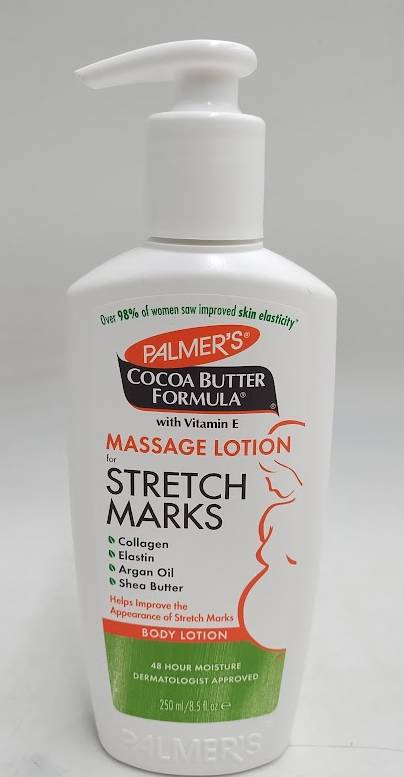 Over 98% of women saw improved skin elasticity*
PALMER'S®
COCOA BUTTER
FORMULA®
®
with Vitamin E
MASSAGE LOTION
for
STRETCH
MARKS
Collagen
Elastin
Argan Oil
Shea Butter
Helps Improve the
Appearance of Stretch Marks
BODY LOTION
48 HOUR MOISTURE
DERMATOLOGIST APPROVED
250 ml/8.5 fl. oz. e
PALMER'S